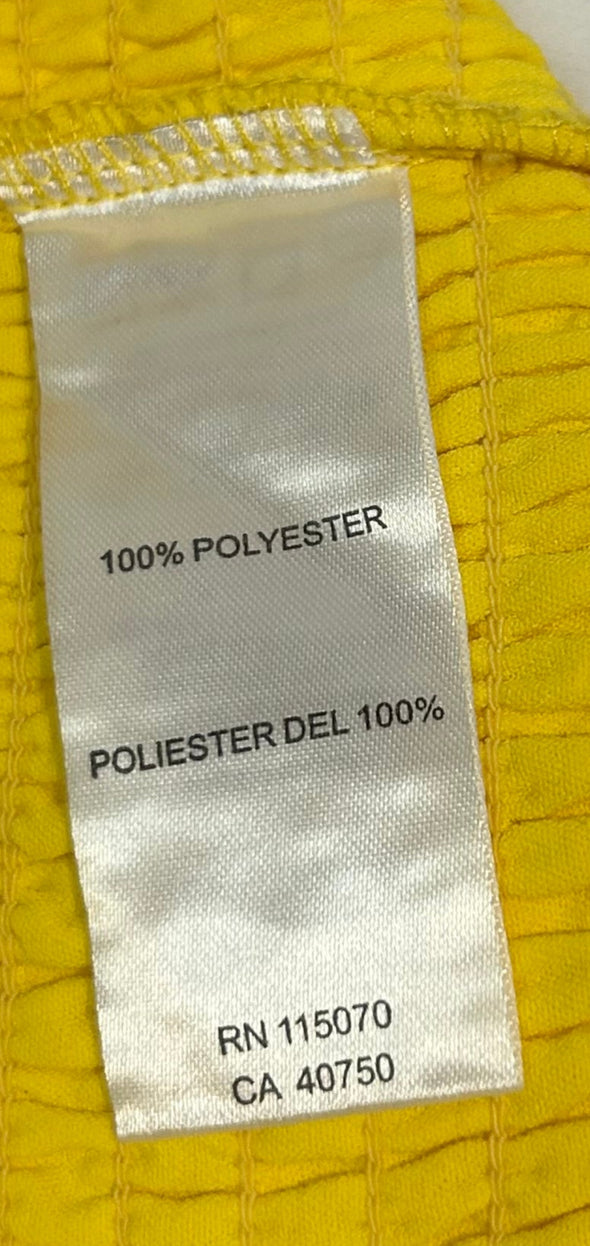 100% POLYESTER
POLIESTER DEL 100%
RN 115070
CA 40750